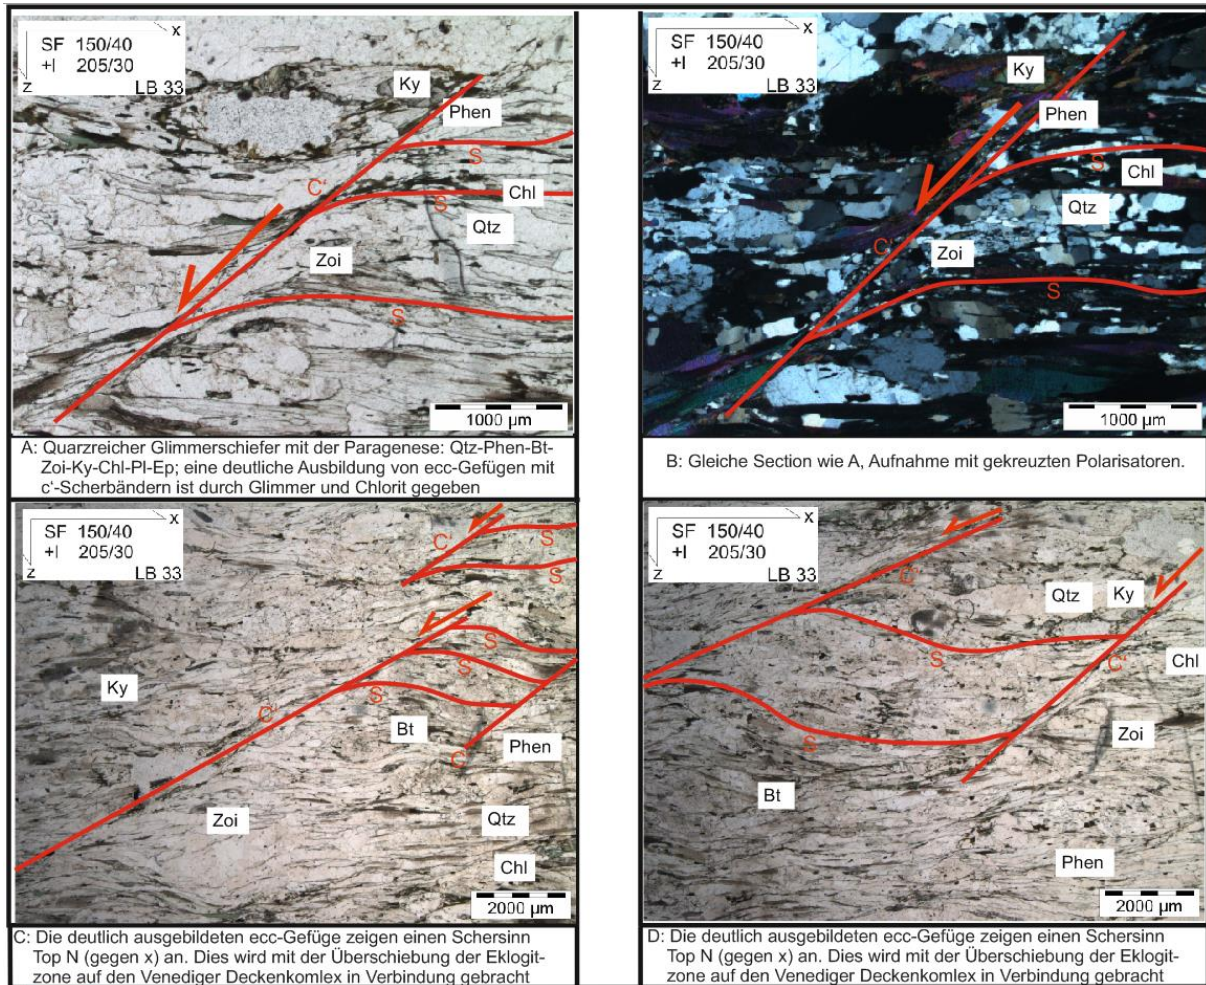 x
SF 150/40
+l 205/30
z
LB 33
Ky
Phen
S
C'
Chl
S
Qtz
Zoi
S
1000 µm
A: Quarzreicher Glimmerschiefer mit der Paragenese: Qtz-Phen-Bt-
Zoi-Ky-Chl-Pl-Ep; eine deutliche Ausbildung von ecc-Gefügen mit
c'-Scherbändern ist durch Glimmer und Chlorit gegeben
x
SF 150/40
+l 205/30
z
LB 33
Ky
Phen
S
Chl
Qtz
C'
Zoi
S
1000 µm
B: Gleiche Section wie A, Aufnahme mit gekreuzten Polarisatoren.
x
SF 150/40
+l 205/30
z
LB 33
C'
S
S
S
S
Ky
S
C'
Bt
Phen
C'
Zoi
Qtz
Chl
2000 µm
C: Die deutlich ausgebildeten ecc-Gefüge zeigen einen Schersinn
Top N (gegen x) an. Dies wird mit der Überschiebung der Eklogit-
zone auf den Venediger Deckenkomlex in Verbindung gebracht
x
SF 150/40
+l 205/30
z
LB 33
C'
Qtz
Ky
S
C'
Chl
S
Zoi
Bt
Phen
2000 µm
D: Die deutlich ausgebildeten ecc-Gefüge zeigen einen Schersinn
Top N (gegen x) an. Dies wird mit der Überschiebung der Eklogit-
zone auf den Venediger Deckenkomlex in Verbindung gebracht